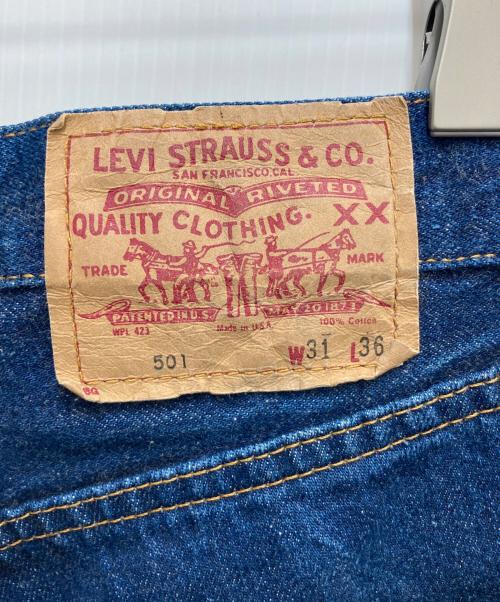 LEVI STRAUSS & CO.
SAN FRANCISCO,CAL.
ORIGINAL RIVETED
QUALITY CLOTHING. XX
TRADE MARK
PATENTED IN U.S. MAY 20 1873
WPL 423 Made in U.S.A. 100% Cotton
501 W31 L36